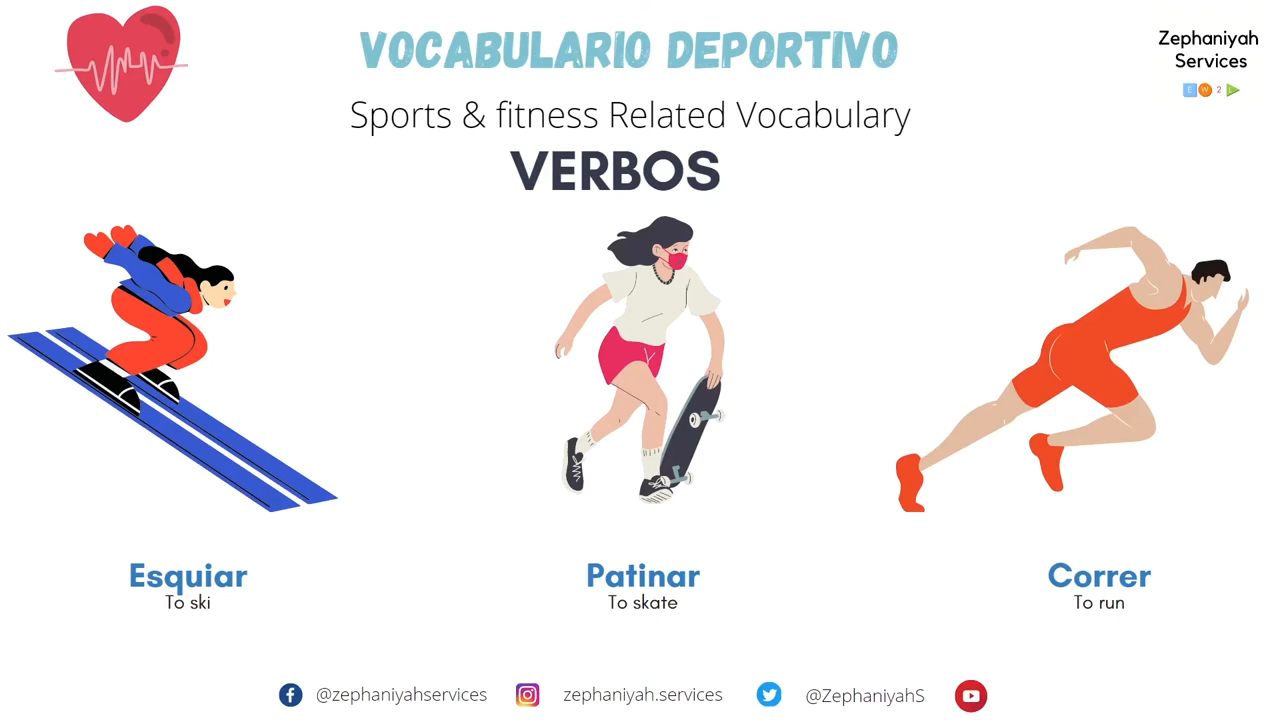 VOCABULARIO DEPORTIVO
Zephaniyah
Services
E W 2
Sports & fitness Related Vocabulary
VERBOS
Esquiar
To ski
Patinar
To skate
Correr
To run
@zephaniyahservices
zephaniyah.services
@ZephaniyahS